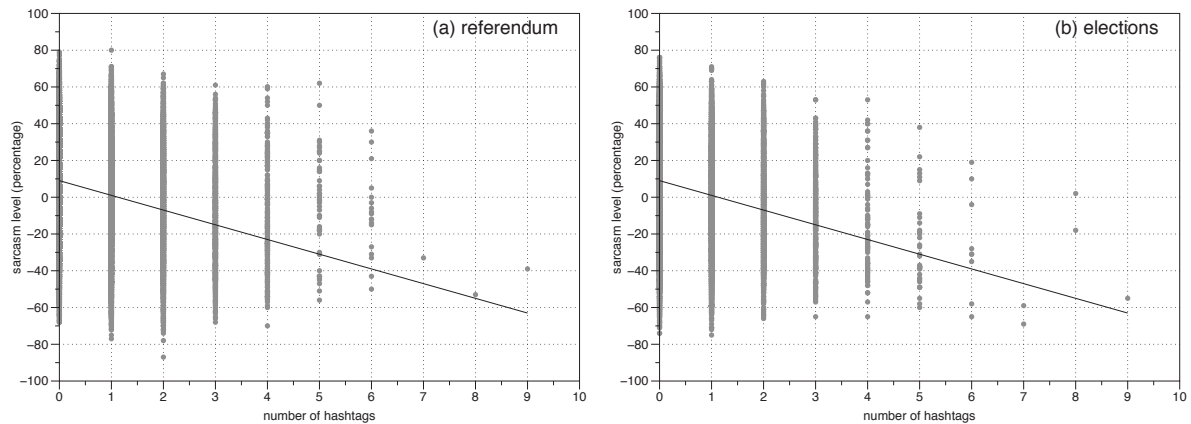 (a) referendum
sarcasm level (percentage)
100
80
60
40
20
0
−20
−40
−60
−80
−100
0 1 2 3 4 5 6 7 8 9 10
number of hashtags
(b) elections
sarcasm level (percentage)
100
80
60
40
20
0
−20
−40
−60
−80
−100
0 1 2 3 4 5 6 7 8 9 10
number of hashtags